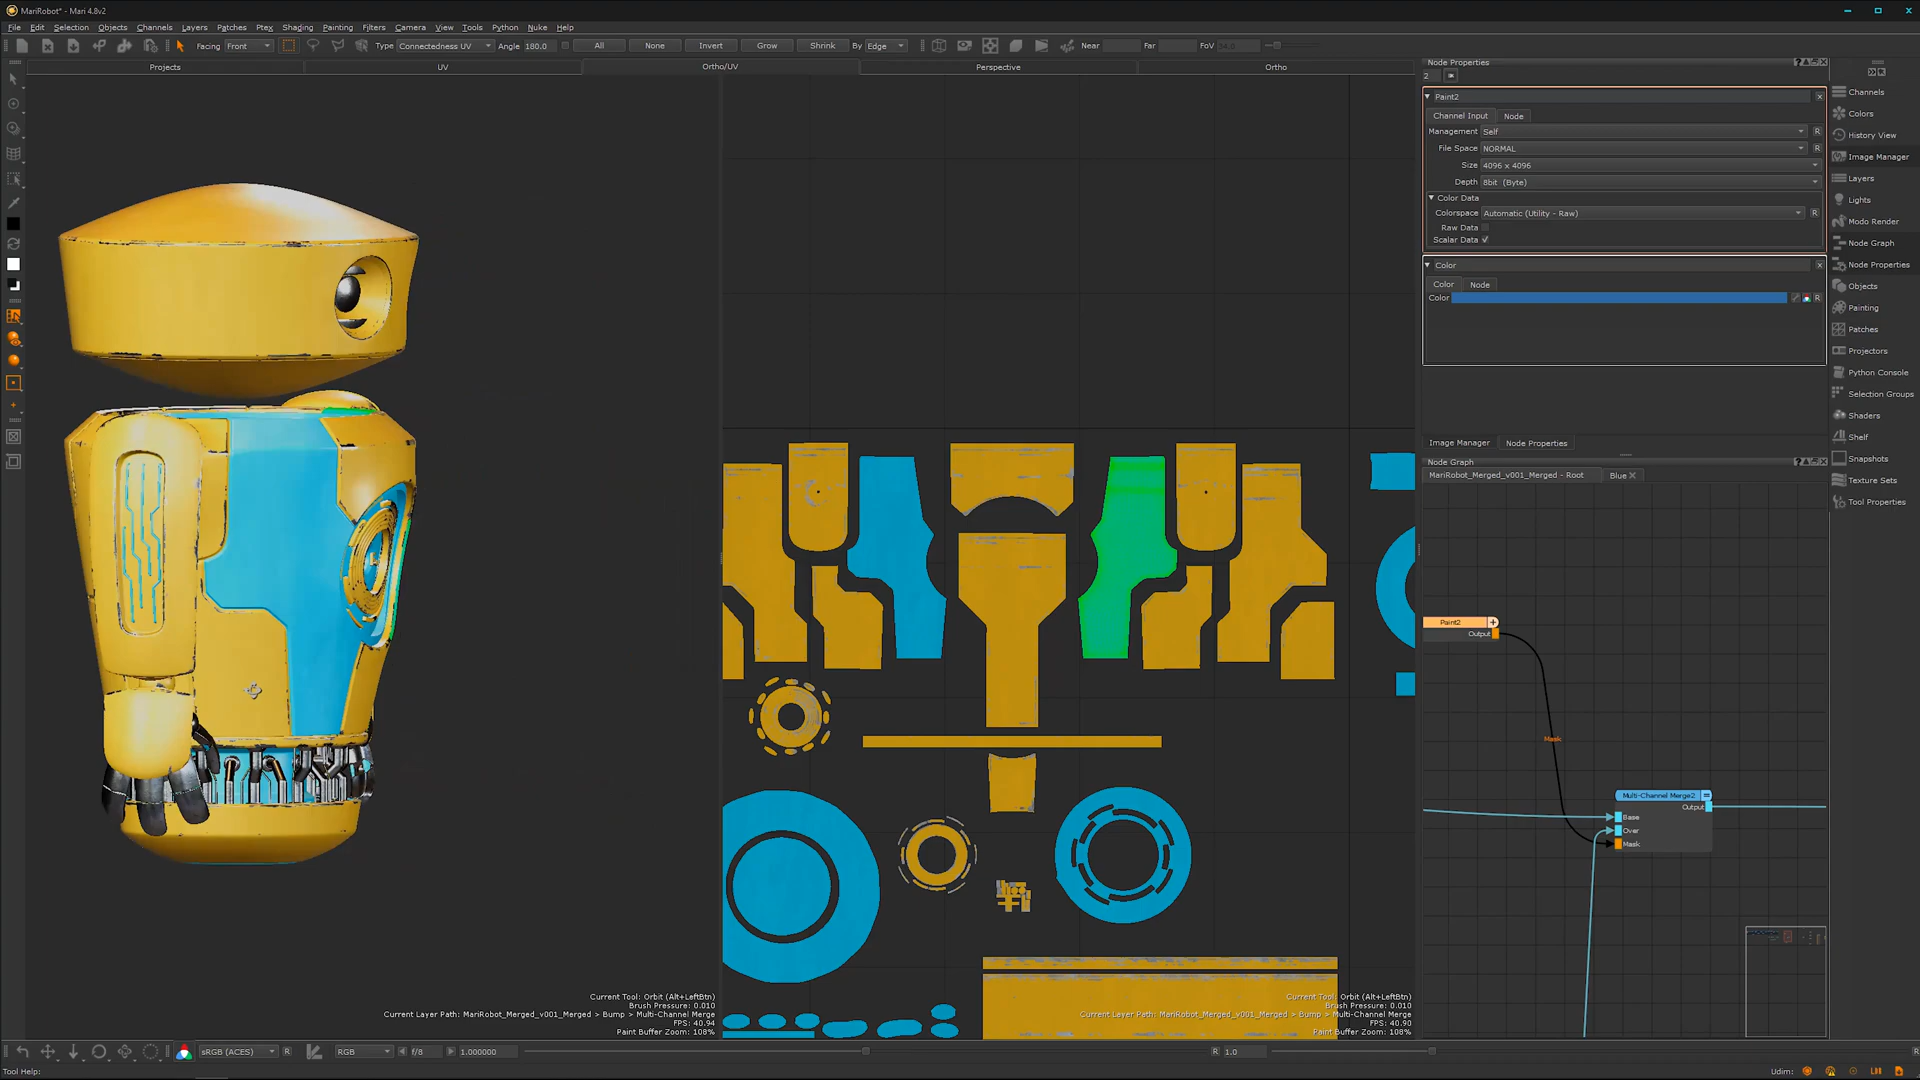 MariRobot* - Mari 4.8v2
File Edit Selection Objects Channels Layers Patches Ptex Shading Painting Filters Camera View Tools Python Nuke Help
Facing Front Type Connectedness UV Angle 180.0 All None Invert Grow Shrink By Edge Near Far FoV
Projects UV Ortho/UV Perspective Ortho
Node Properties
2
Paint2
Channel Input Node
Management Self R
File Space NORMAL R
Size 4096 x 4096
Depth 8bit (Byte)
Color Data
Colorspace Automatic (Utility - Raw) R
Raw Data
Scalar Data
Color
Color Node
Color R
Image Manager Node Properties
Node Graph
MariRobot_Merged_v001_Merged - Root Blue
Paint2
Output
Mask
Multi-Channel Merge2
Output
Base
Over
Mask
Channels
Colors
History View
Image Manager
Layers
Lights
Modo Render
Node Graph
Node Properties
Objects
Painting
Patches
Projectors
Python Console
Selection Groups
Shaders
Shelf
Snapshots
Texture Sets
Tool Properties
Current Tool: Orbit (Alt+LeftBtn)
Brush Pressure: 0.010
Current Layer Path: MariRobot_Merged_v001_Merged > Bump > Multi-Channel Merge
FPS: 40.94
Paint Buffer Zoom: 108%
Current Tool: Orbit (Alt+LeftBtn)
Brush Pressure: 0.010
Current Layer Path: MariRobot_Merged_v001_Merged > Bump > Multi-Channel Merge
FPS: 40.90
Paint Buffer Zoom: 108%
sRGB (ACES) R RGB f/8 1.000000 R 1.0 R
Tool Help: Udim: